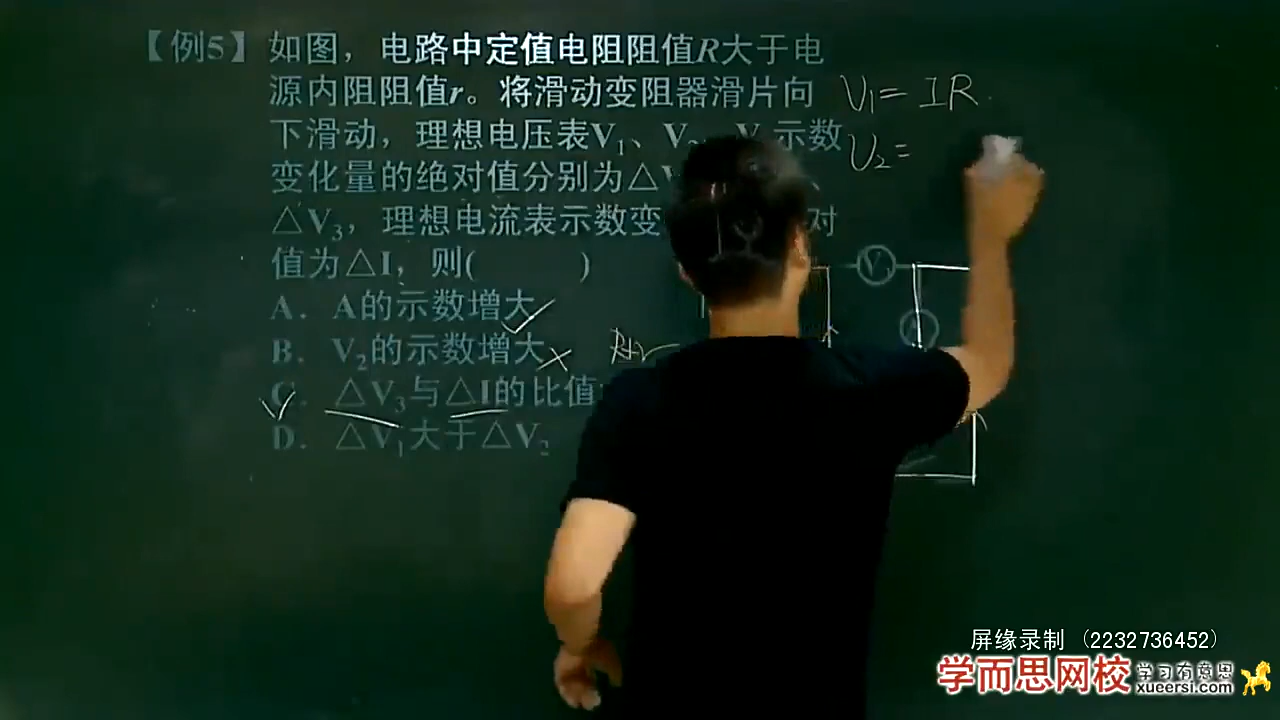 【例5】如图，电路中定值电阻阻值R大于电
源内阻阻值r。将滑动变阻器滑片向
下滑动，理想电压表V₁、V 示数
变化量的绝对值分别为△V
△V₃，理想电流表示数变 对
值为△I，则( )
A．A的示数增大
B．V₂的示数增大
C．△V₃与△I的比值
D．△V₁大于△V₂
U₁=IR
U₂=
R+r
V
屏缘录制 (2232736452)
学而思网校 学习有意思
xueersi.com